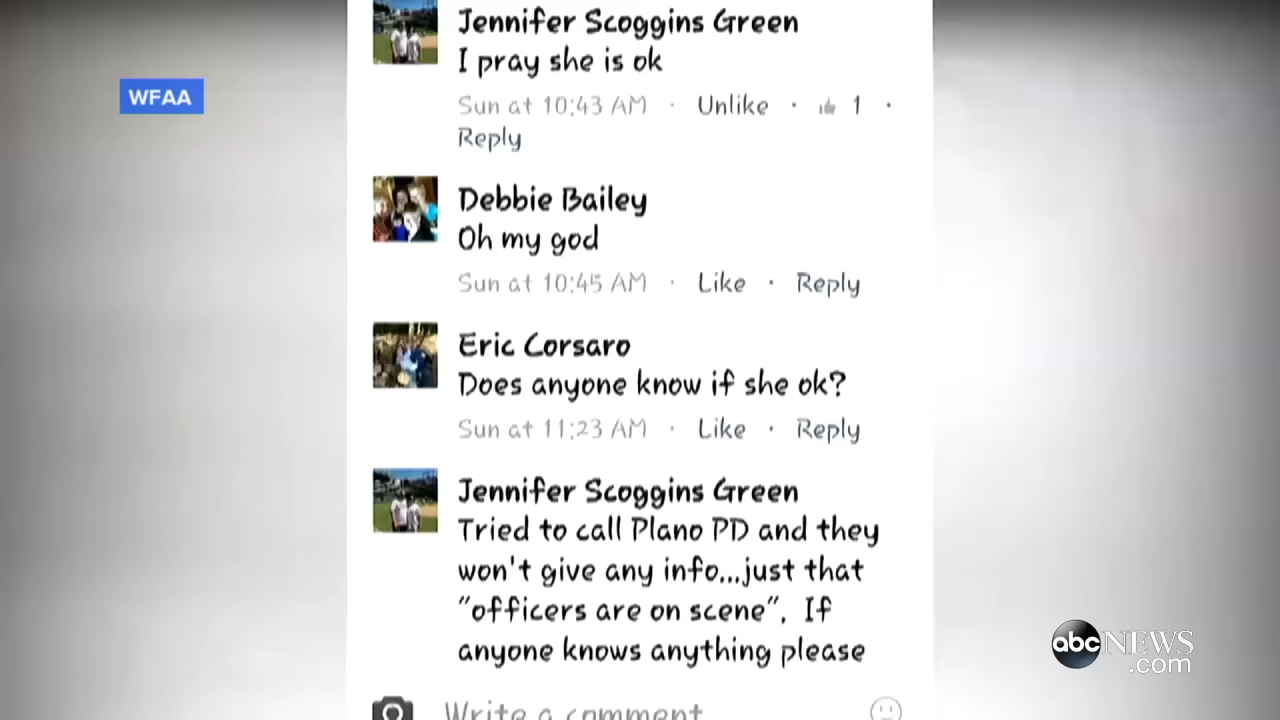 Jennifer Scoggins Green
I pray she is ok
WFAA
Sun at 10:43 AM · Unlike · 1 ·
Reply
Debbie Bailey
Oh my god
Sun at 10:45 AM · Like · Reply
Eric Corsaro
Does anyone know if she ok?
Sun at 11:23 AM · Like · Reply
Jennifer Scoggins Green
Tried to call Plano PD and they
won't give any info...just that
"officers are on scene". If
anyone knows anything please
abc NEWS
.com
Write a comment